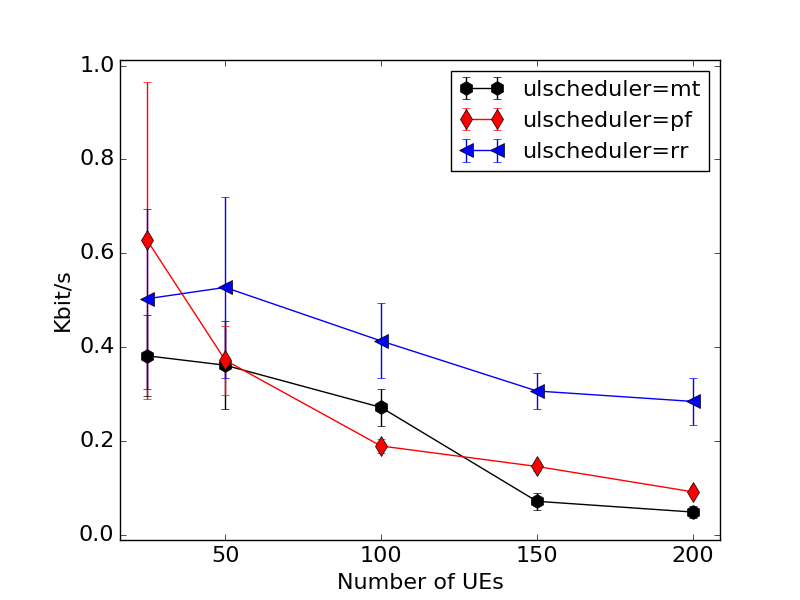 1.0
0.8
0.6
0.4
0.2
0.0
Kbit/s
ulscheduler=mt
ulscheduler=pf
ulscheduler=rr
50
100
150
200
Number of UEs